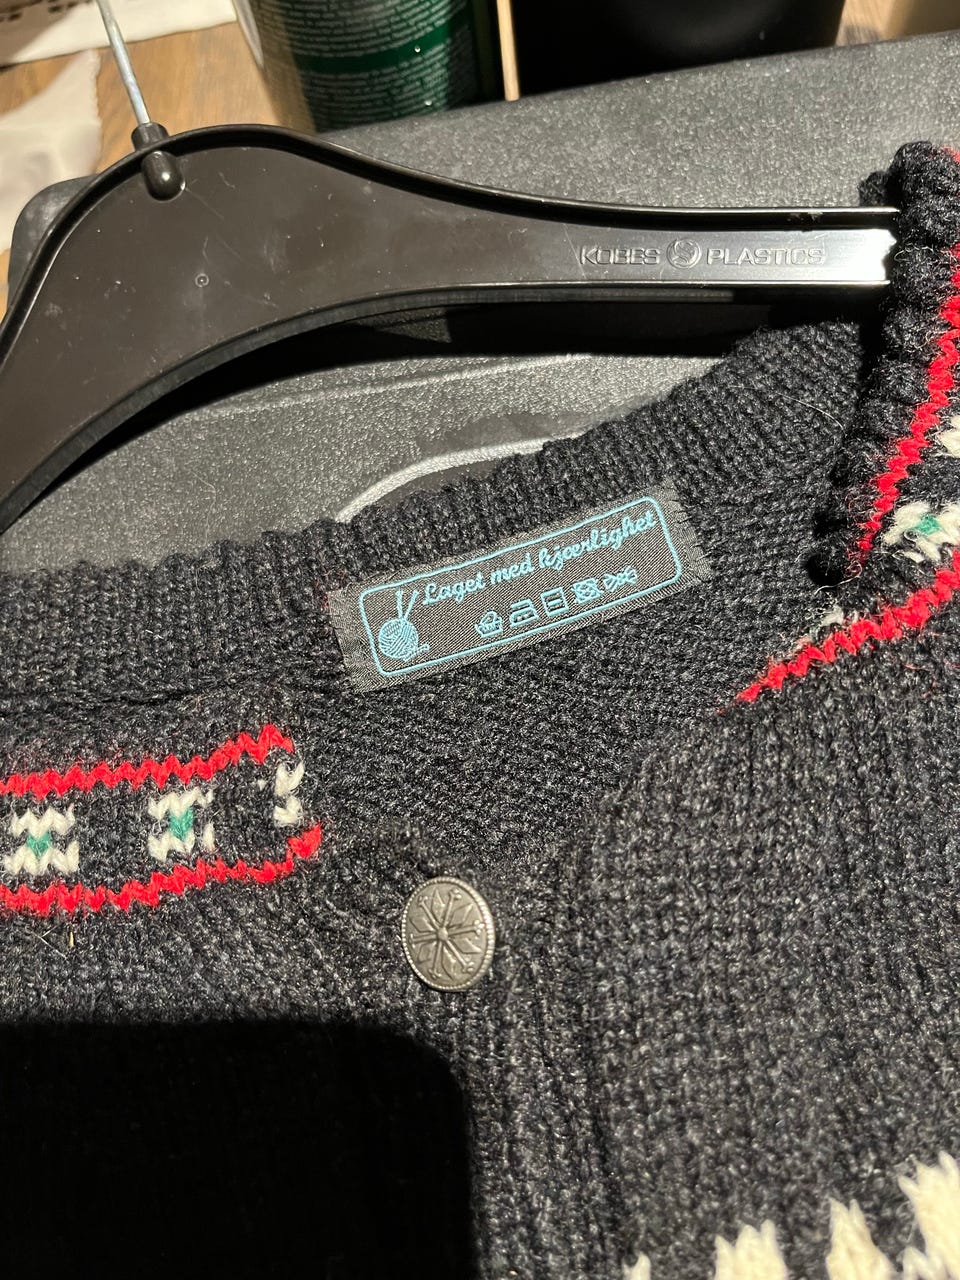 KOBES S PLASTICS
Laget med kjærlighet